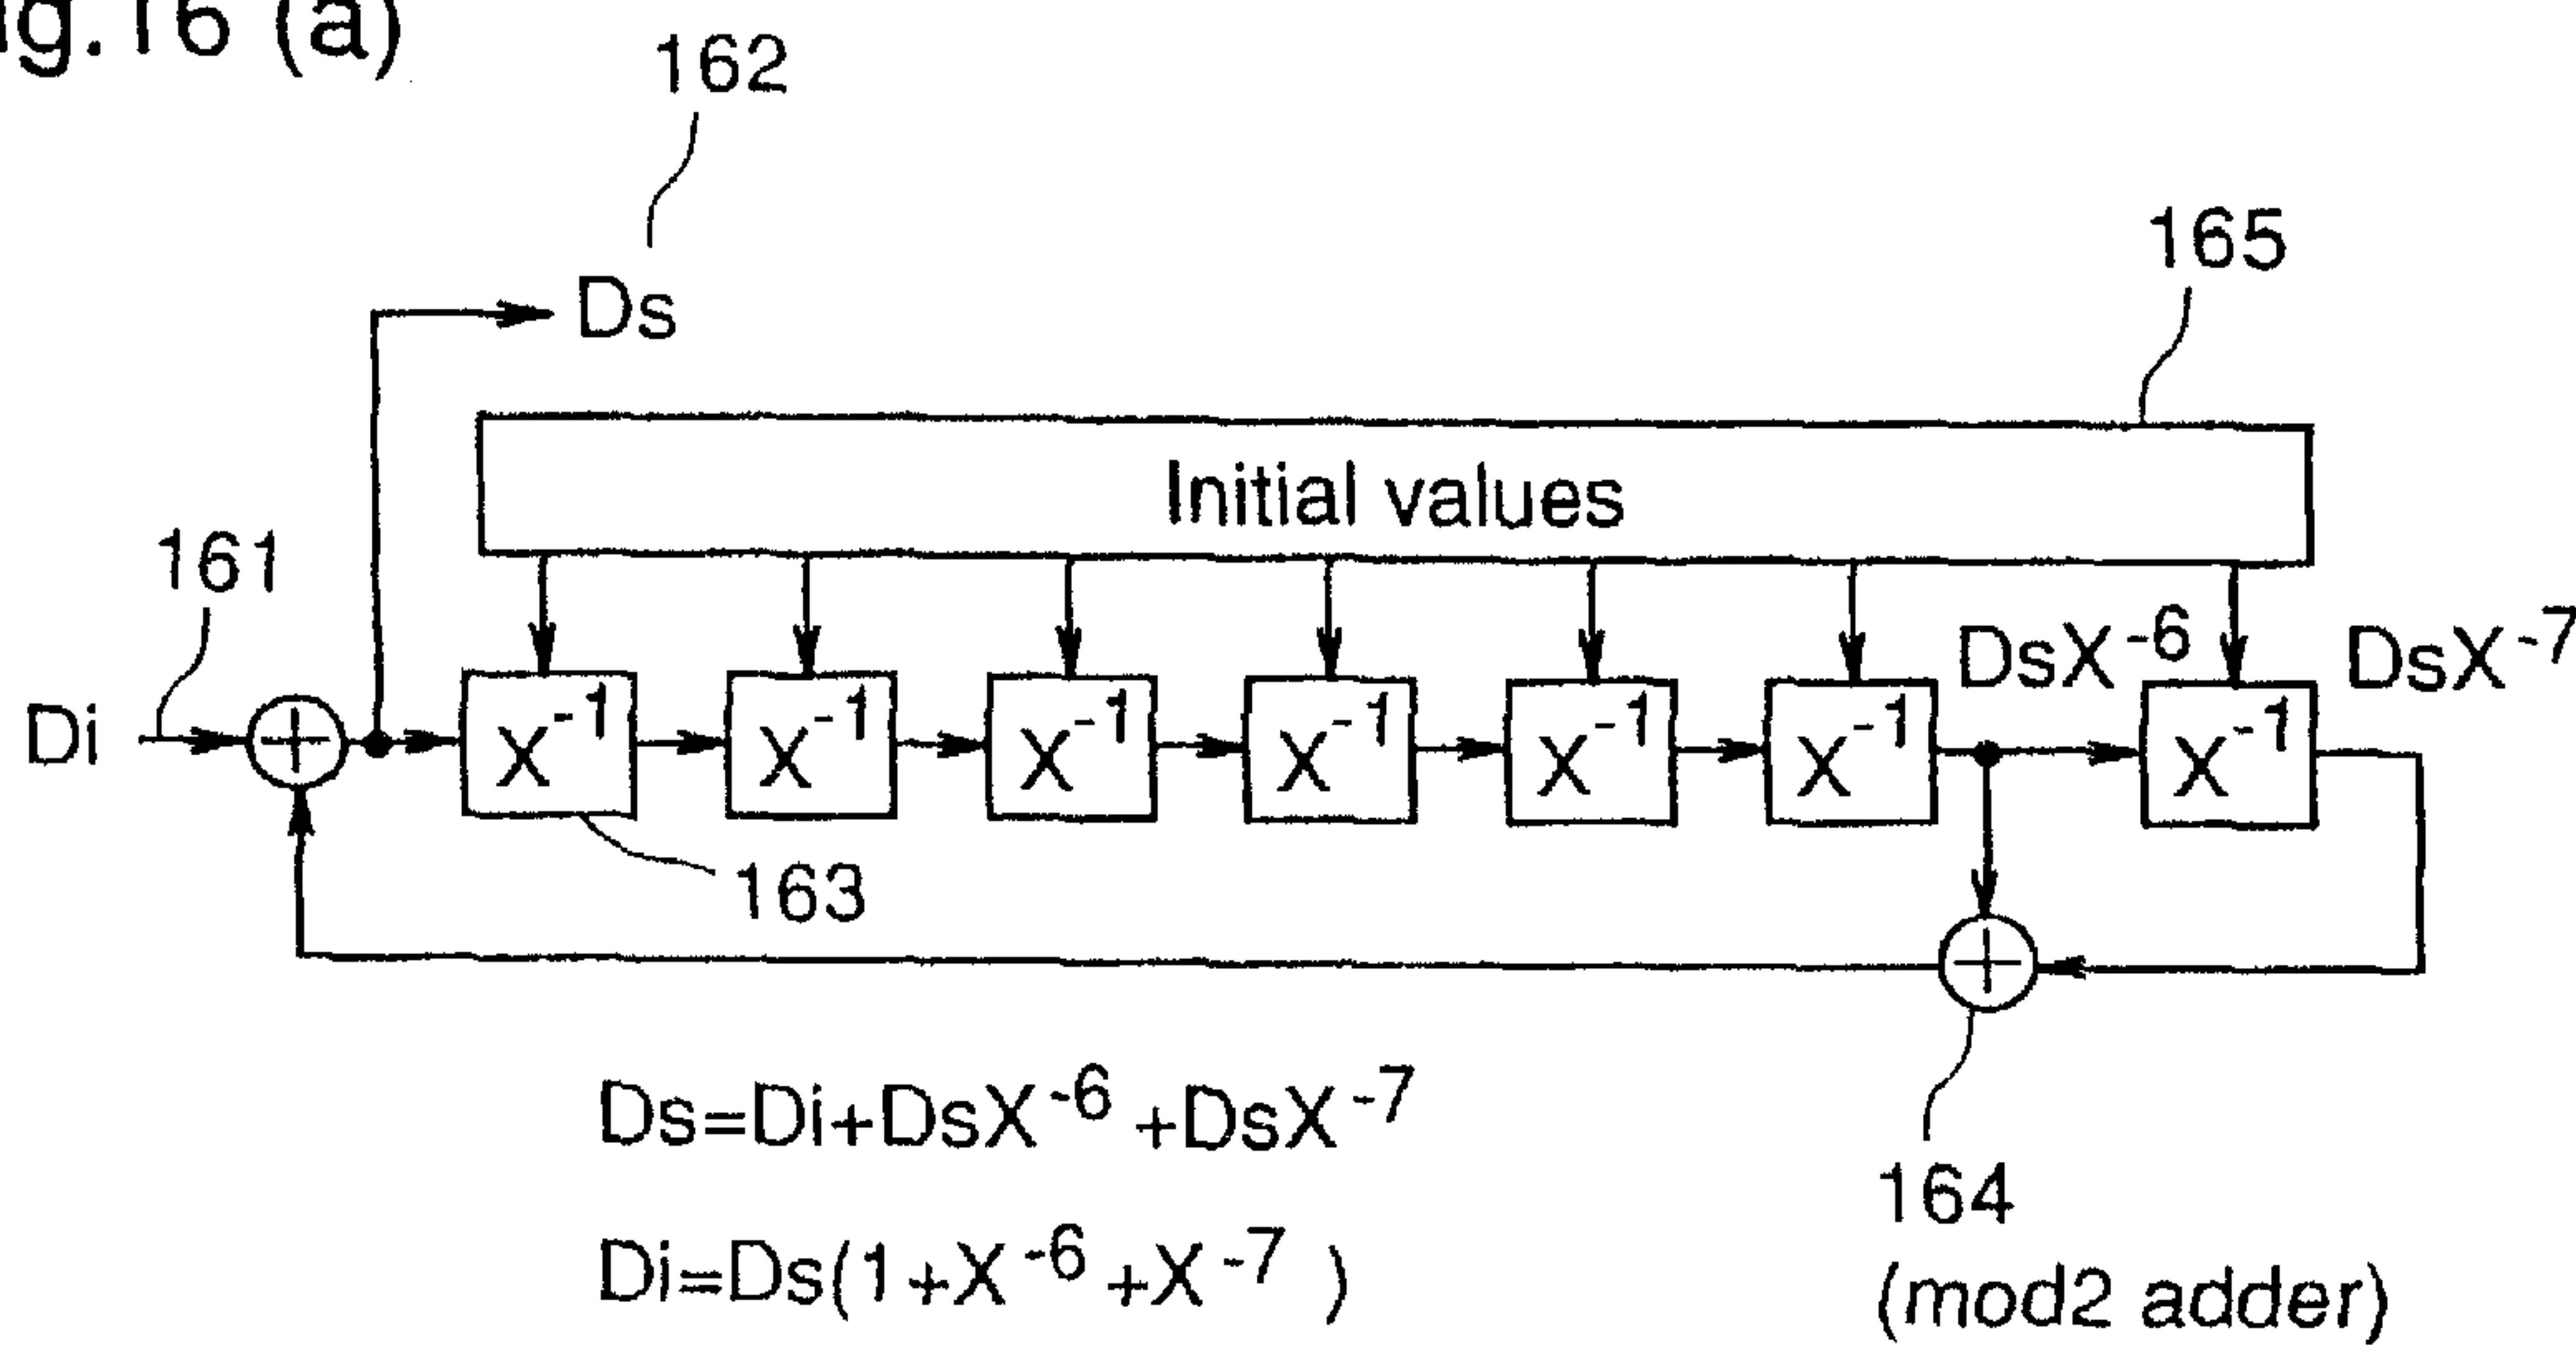 ig.16 (a)
162
165
Ds
Initial values
161
DsX⁻⁶
DsX⁻⁷
Di
X⁻¹
X⁻¹
X⁻¹
X⁻¹
X⁻¹
X⁻¹
X⁻¹
163
Ds=Di+DsX⁻⁶+DsX⁻⁷
164
Di=Ds(1+X⁻⁶+X⁻⁷ )
(mod2 adder)